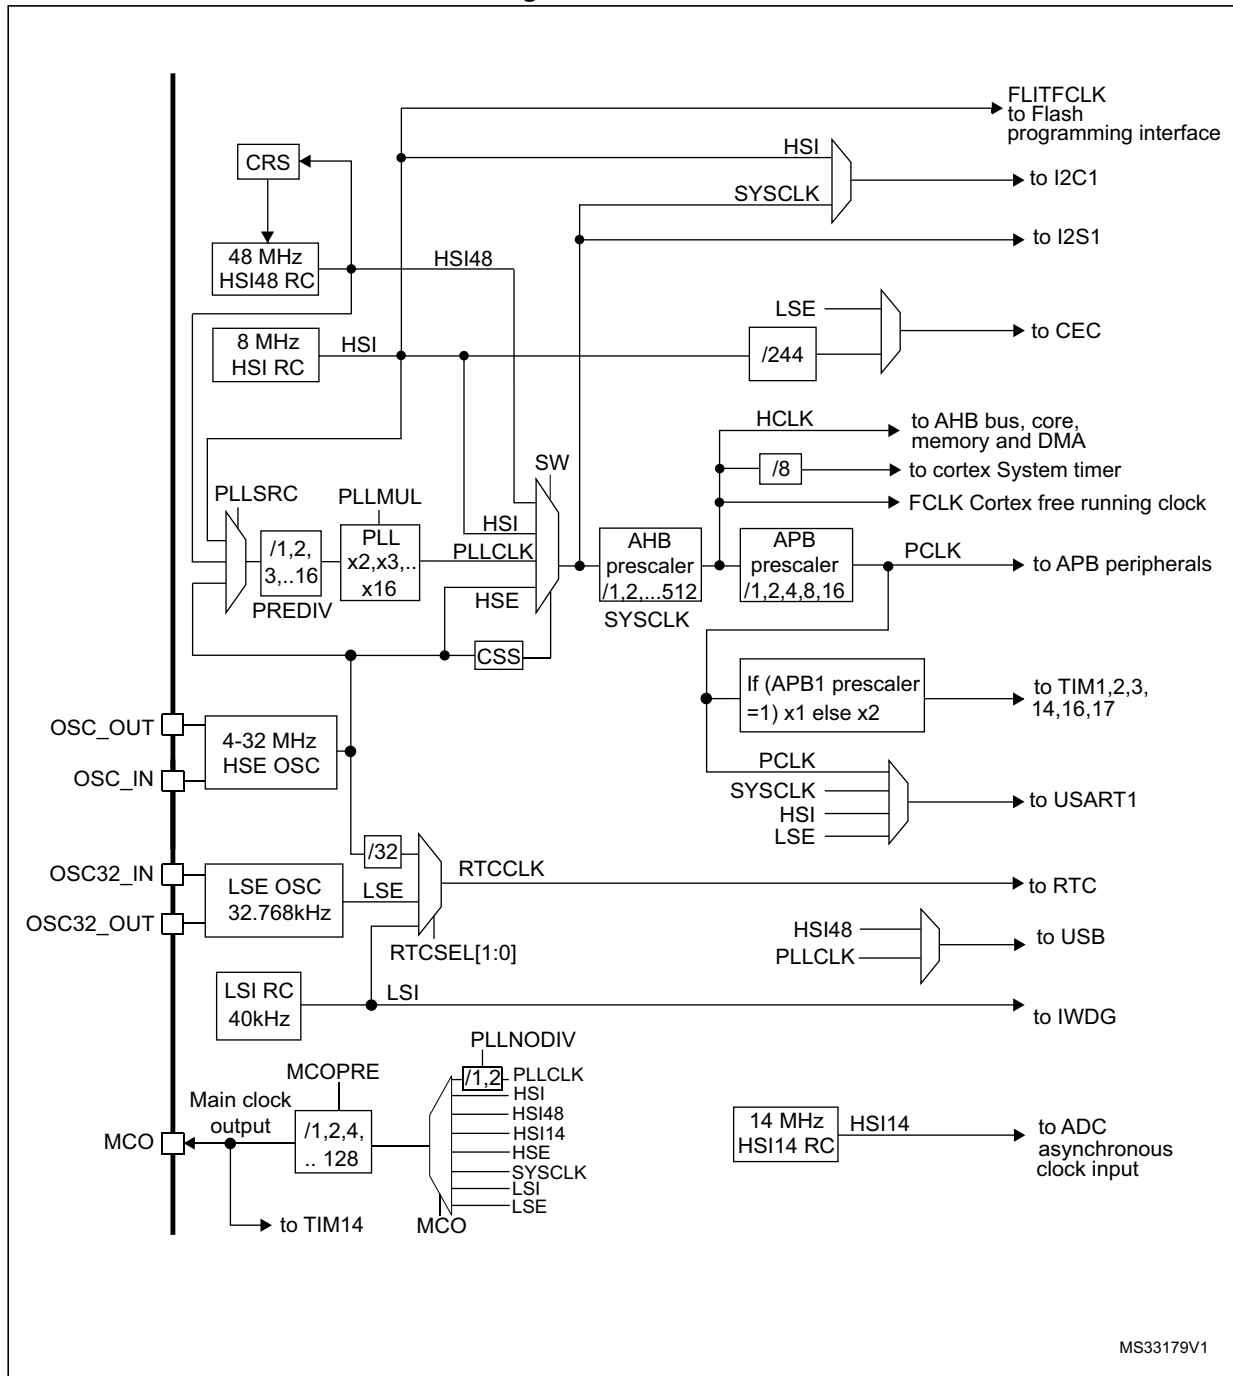 FLITFCLK
to Flash
programming interface
HSI
CRS
to I2C1
SYSCLK
to I2S1
48 MHz
HSI48 RC
HSI48
LSE
to CEC
8 MHz
HSI RC
HSI
/244
HCLK
to AHB bus, core,
memory and DMA
SW
/8
to cortex System timer
PLLSRC
PLLMUL
FCLK Cortex free running clock
/1,2,
3,..16
PREDIV
PLL
x2,x3,..
x16
HSI
PLLCLK
HSE
AHB
prescaler
/1,2,...512
SYSCLK
APB
prescaler
/1,2,4,8,16
PCLK
to APB peripherals
CSS
If (APB1 prescaler
=1) x1 else x2
to TIM1,2,3,
14,16,17
OSC_OUT
OSC_IN
4-32 MHz
HSE OSC
PCLK
SYSCLK
HSI
LSE
to USART1
/32
OSC32_IN
OSC32_OUT
LSE OSC
32.768kHz
LSE
RTCCLK
to RTC
RTCSEL[1:0]
HSI48
PLLCLK
to USB
LSI RC
40kHz
LSI
to IWDG
PLLNODIV
MCOPRE
/1,2
PLLCLK
HSI
HSI48
HSI14
HSE
SYSCLK
LSI
LSE
Main clock
output
MCO
/1,2,4,
.. 128
14 MHz
HSI14 RC
HSI14
to ADC
asynchronous
clock input
to TIM14
MCO
MS33179V1